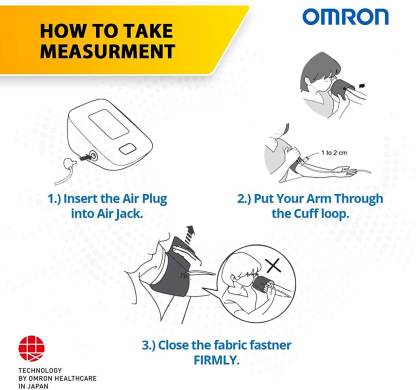 HOW TO TAKE
MEASURMENT
OMRON
1 to 2 cm
1.) Insert the Air Plug
into Air Jack.
2.) Put Your Arm Through
the Cuff loop.
3.) Close the fabric fastner
FIRMLY.
TECHNOLOGY
BY OMRON HEALTHCARE
IN JAPAN